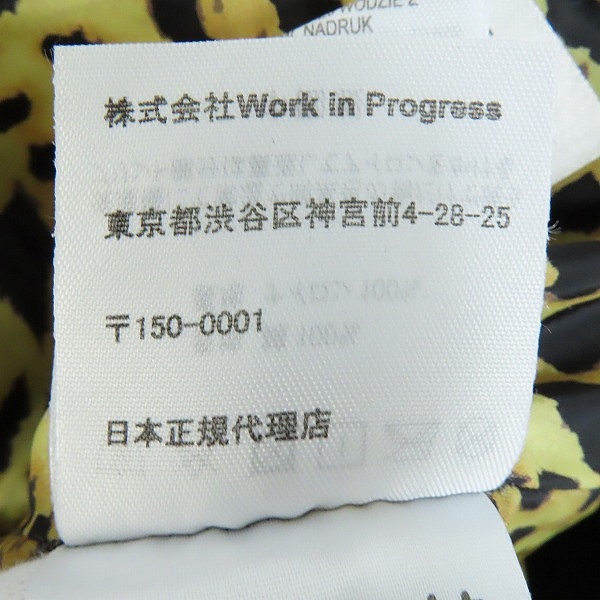 WODZIE Z
NADRUK
株式会社Work in Progress
東京都渋谷区神宮前4-28-25
〒150-0001
日本正規代理店